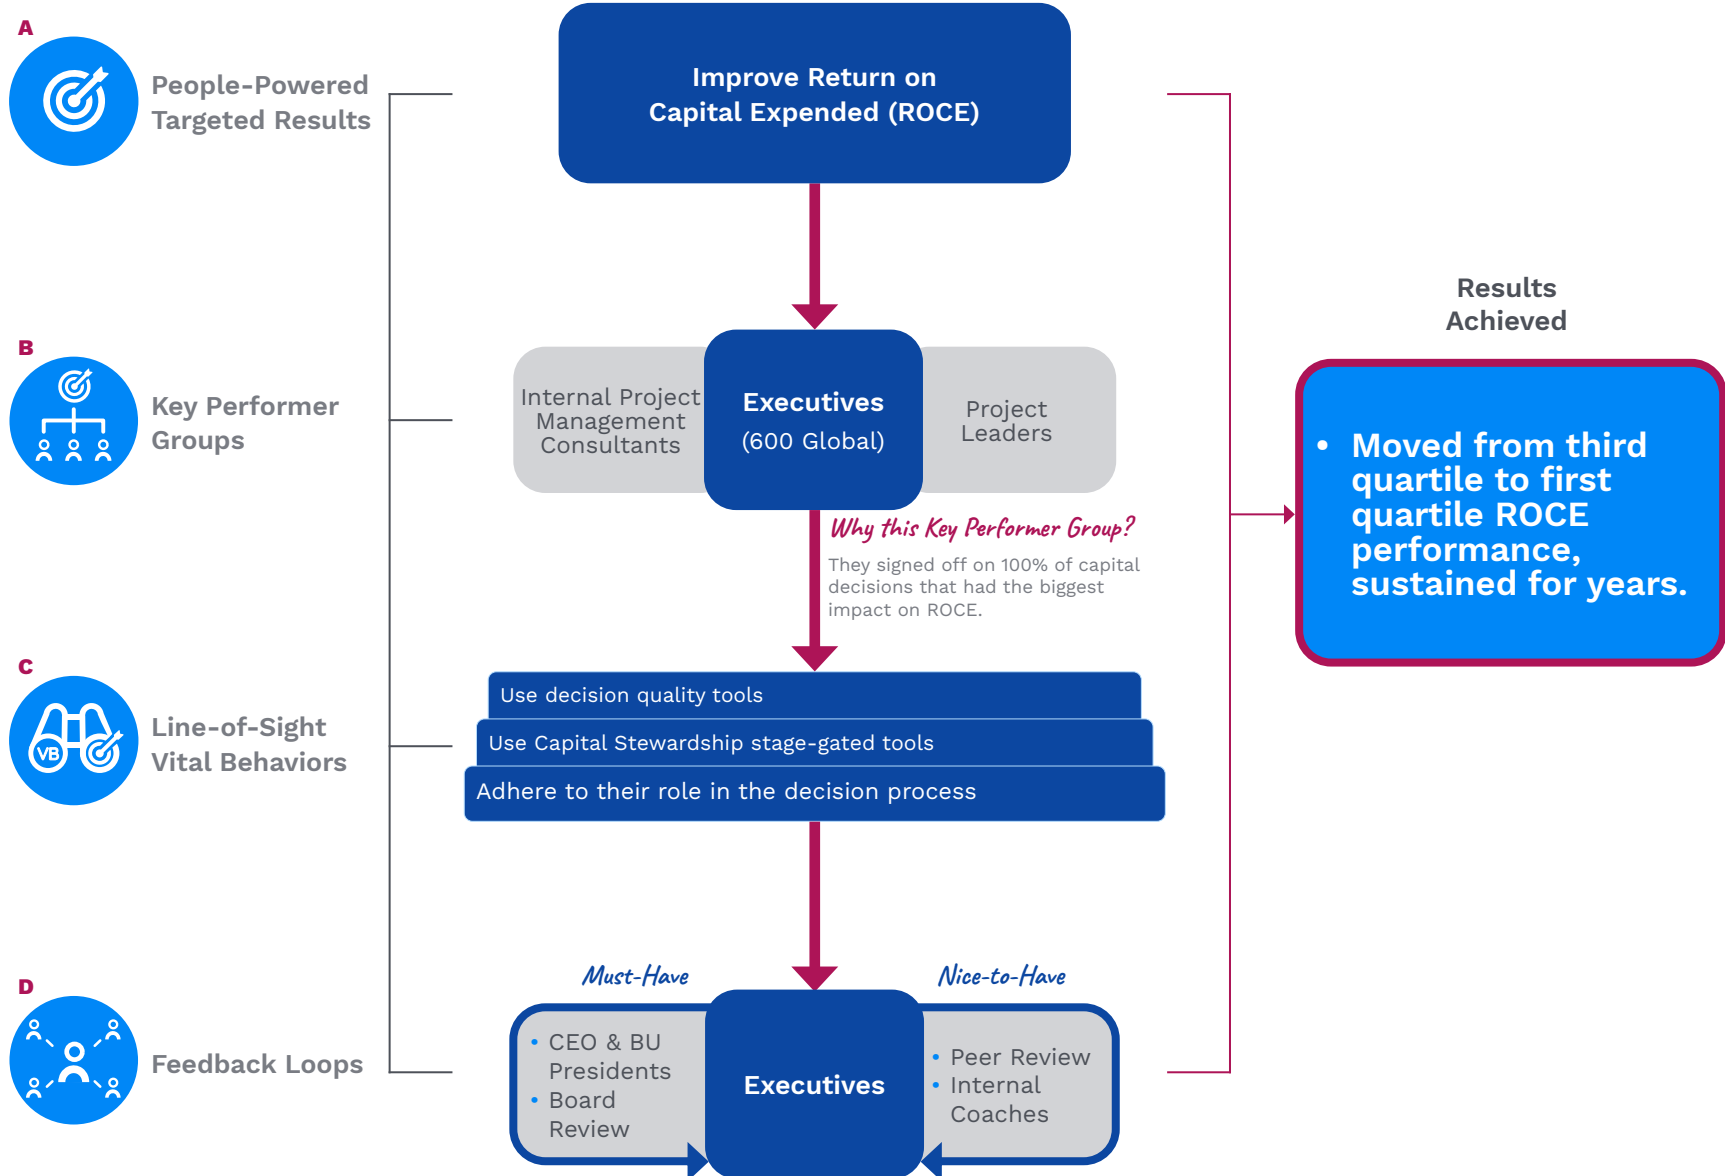 A
People-Powered
Targeted Results
Improve Return on
Capital Expended (ROCE)
B
Key Performer
Groups
Internal Project
Management
Consultants
Executives
(600 Global)
Project
Leaders
Why this Key Performer Group?
They signed off on 100% of capital
decisions that had the biggest
impact on ROCE.
Results
Achieved
• Moved from third
quartile to first
quartile ROCE
performance,
sustained for years.
C
VB
Line-of-Sight
Vital Behaviors
Use decision quality tools
Use Capital Stewardship stage-gated tools
Adhere to their role in the decision process
D
Feedback Loops
Must-Have
• CEO & BU
Presidents
• Board
Review
Executives
Nice-to-Have
• Peer Review
• Internal
Coaches